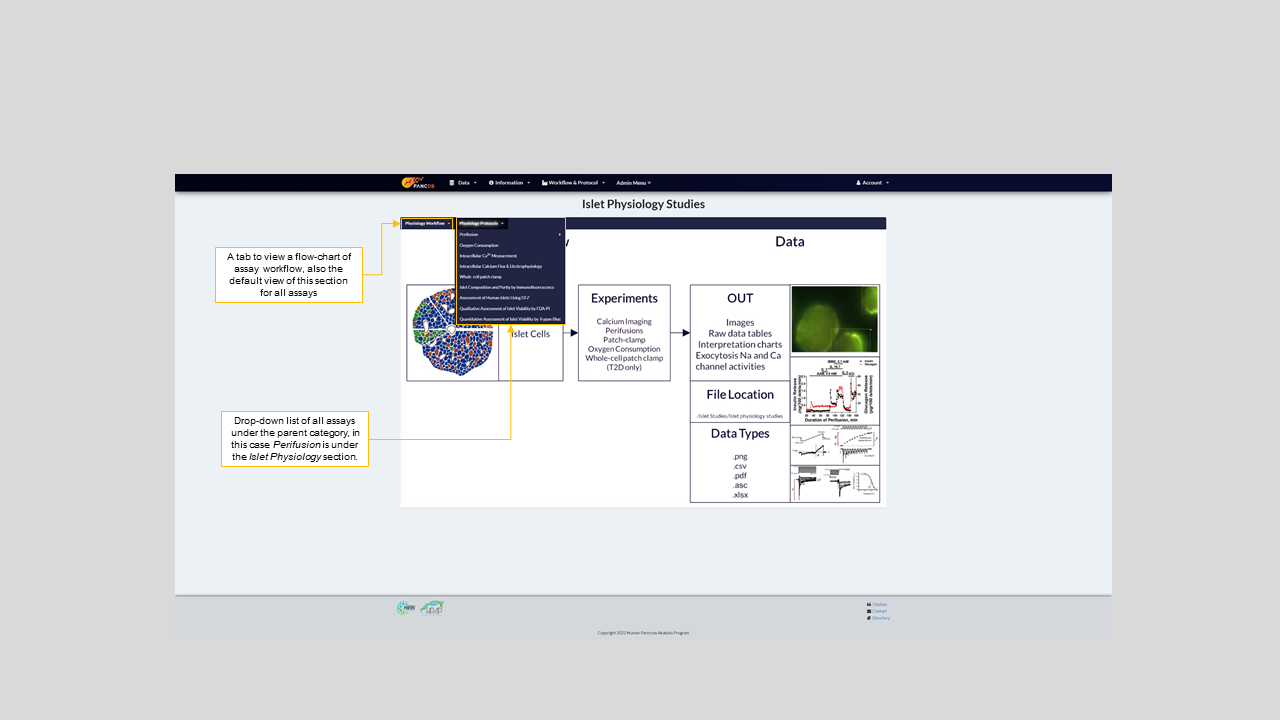 PANCDB
Data
Information
Workflow & Protocol
Admin Menu
Account
Islet Physiology Studies
Physiology Workflow
Physiology Protocols
Perifusion
Oxygen Consumption
Intracellular Ca2+ Measurement
Intracellular Calcium Flux & Electrophysiology
Whole-cell patch clamp
Islet Composition and Purity by Immunofluorescence
Assessment of Human Islets Using DTZ
Qualitative Assessment of Islet Viability by FDA-PI
Quantitative Assessment of Islet Viability by Trypan Blue
Data
A tab to view a flow-chart of
assay workflow, also the
default view of this section
for all assays
Islet Cells
Experiments
Calcium Imaging
Perifusions
Patch-clamp
Oxygen Consumption
Whole-cell patch clamp
(T2D only)
OUT
Images
Raw data tables
Interpretation charts
Exocytosis Na and Ca
channel activities
File Location
/Islet Studies/Islet physiology studies
Data Types
.png
.csv
.pdf
.asc
.xlsx
Duration of Perifusion, min
Drop-down list of all assays
under the parent category, in
this case Perifusion is under
the Islet Physiology section.
HPAP
Citation
Contact
Directory
Copyright 2022 Human Pancreas Analysis Program